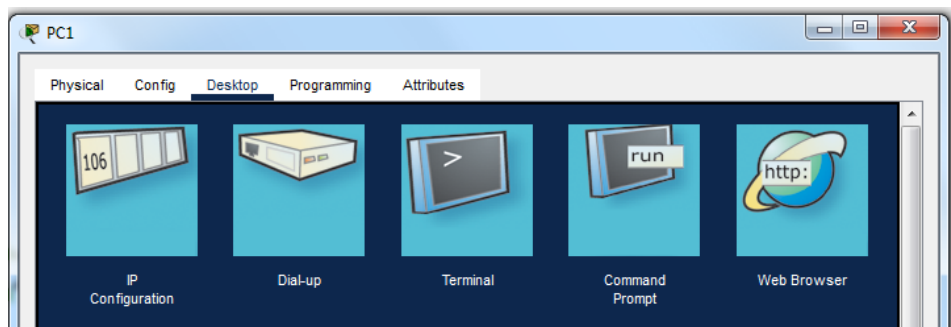 PC1
Physical Config Desktop Programming Attributes
106
>
run
http:
IP
Configuration
Dial-up
Terminal
Command
Prompt
Web Browser